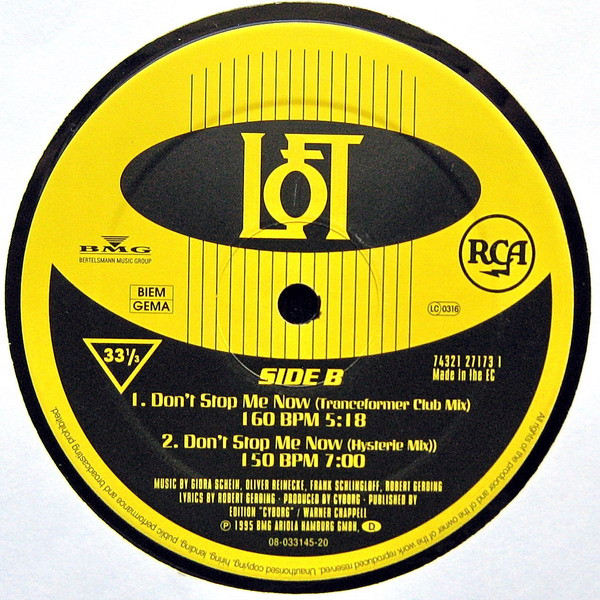 LOFT
BMG
BERTELSMANN MUSIC GROUP
RCA
BIEM
GEMA
LC 0316
33⅓
SIDE B
74321 27173 1
Made in the EC
1. Don't Stop Me Now (Tranceformer Club Mix)
160 BPM 5:18
2. Don't Stop Me Now (Hysterie Mix))
150 BPM 7:00
MUSIC BY GIORA SCHEIN, OLIVER REINECKE, FRANK SCHLINGLOFF, ROBERT GERDING
LYRICS BY ROBERT GERDING · PRODUCED BY CYBORG · PUBLISHED BY
EDITION "CYBORG" / WARNER CHAPPELL
℗ 1995 BMG ARIOLA HAMBURG GMBH, D
08-033145-20
All rights of the producer and of the owner of the work reproduced reserved. Unauthorised copying, hiring, lending, public performance and broadcasting prohibited.